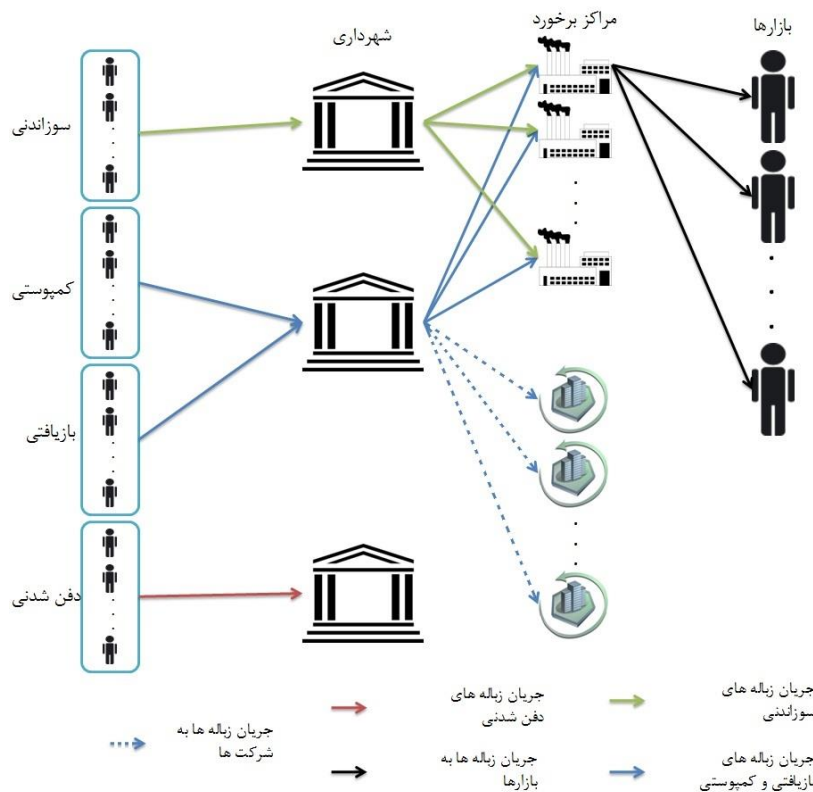 بازارها
مراکز برخورد
شهرداری
سوزاندنی
کمپوستی
بازیافتی
دفن شدنی
جریان زباله های
سوزاندنی
جریان زباله های
دفن شدنی
جریان زباله ها به
شرکت ها
جریان زباله های
بازیافتی و کمپوستی
جریان زباله ها به
بازارها